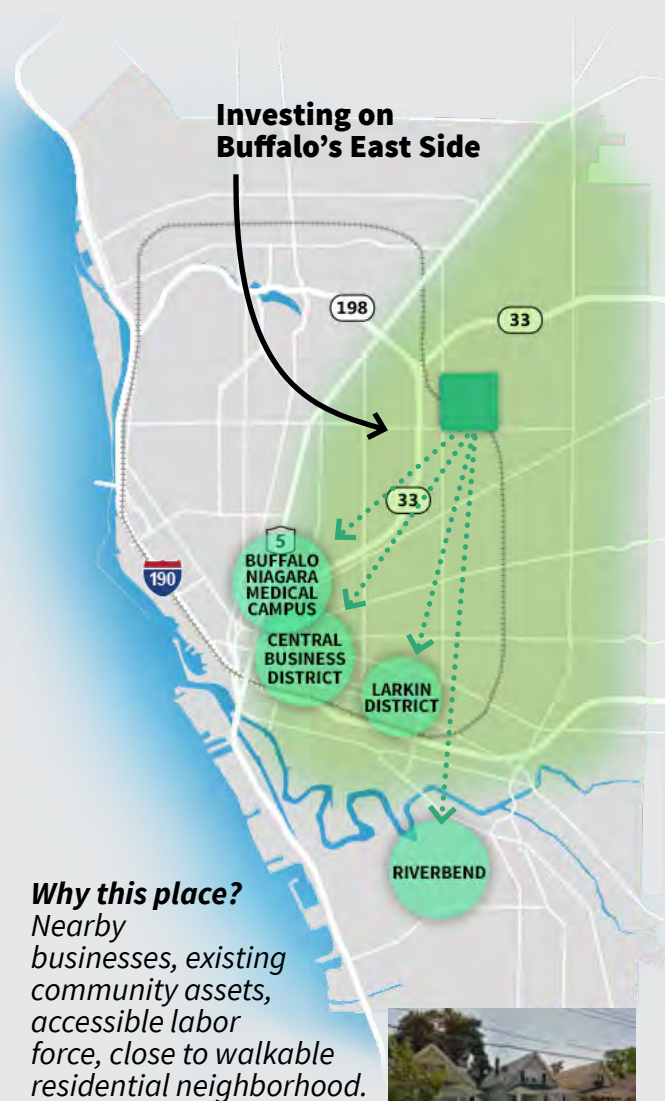 Investing on
Buffalo's East Side
198
33
33
5
BUFFALO
NIAGARA
MEDICAL
CAMPUS
190
CENTRAL
BUSINESS
DISTRICT
LARKIN
DISTRICT
RIVERBEND
Why this place?
Nearby
businesses, existing
community assets,
accessible labor
force, close to walkable
residential neighborhood.